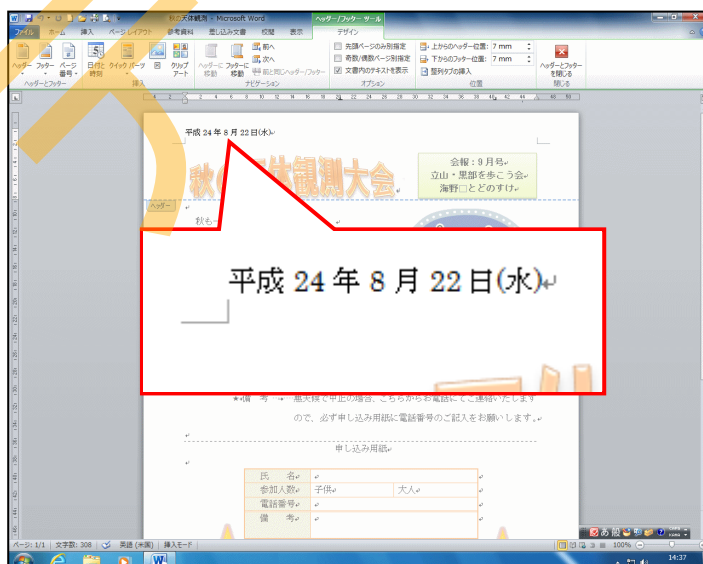 秋の天体観測 - Microsoft Word
ヘッダー/フッター ツール
ファイル ホーム 挿入 ページ レイアウト 参考資料 差し込み文書 校閲 表示 デザイン
ヘッダー フッター ページ番号 日付と時刻 クイック パーツ 図 クリップアート ヘッダーに移動 フッターに移動
前へ
次へ
前と同じヘッダー/フッター
先頭ページのみ別指定
奇数/偶数ページ別指定
文書内のテキストを表示
上からのヘッダー位置: 7 mm
下からのフッター位置: 7 mm
整列タブの挿入
ヘッダーとフッターを閉じる
ヘッダーとフッター 挿入 ナビゲーション オプション 位置 閉じる
平成 24 年 8 月 22 日(水)
会報:9 月号
立山・黒部を歩こう会
海野□とどのすけ
ヘッダー
秋も
平成 24 年 8 月 22 日(水)
★備 考 → 悪天候で中止の場合、こちらからお電話にてご連絡いたします
ので、必ず申し込み用紙に電話番号のご記入をお願いします。
申し込み用紙
氏 名
参加人数 子供 大人
電話番号
備 考
ページ: 1/1 文字数: 308 英語 (米国) 挿入モード 100%
あ 般
14:37